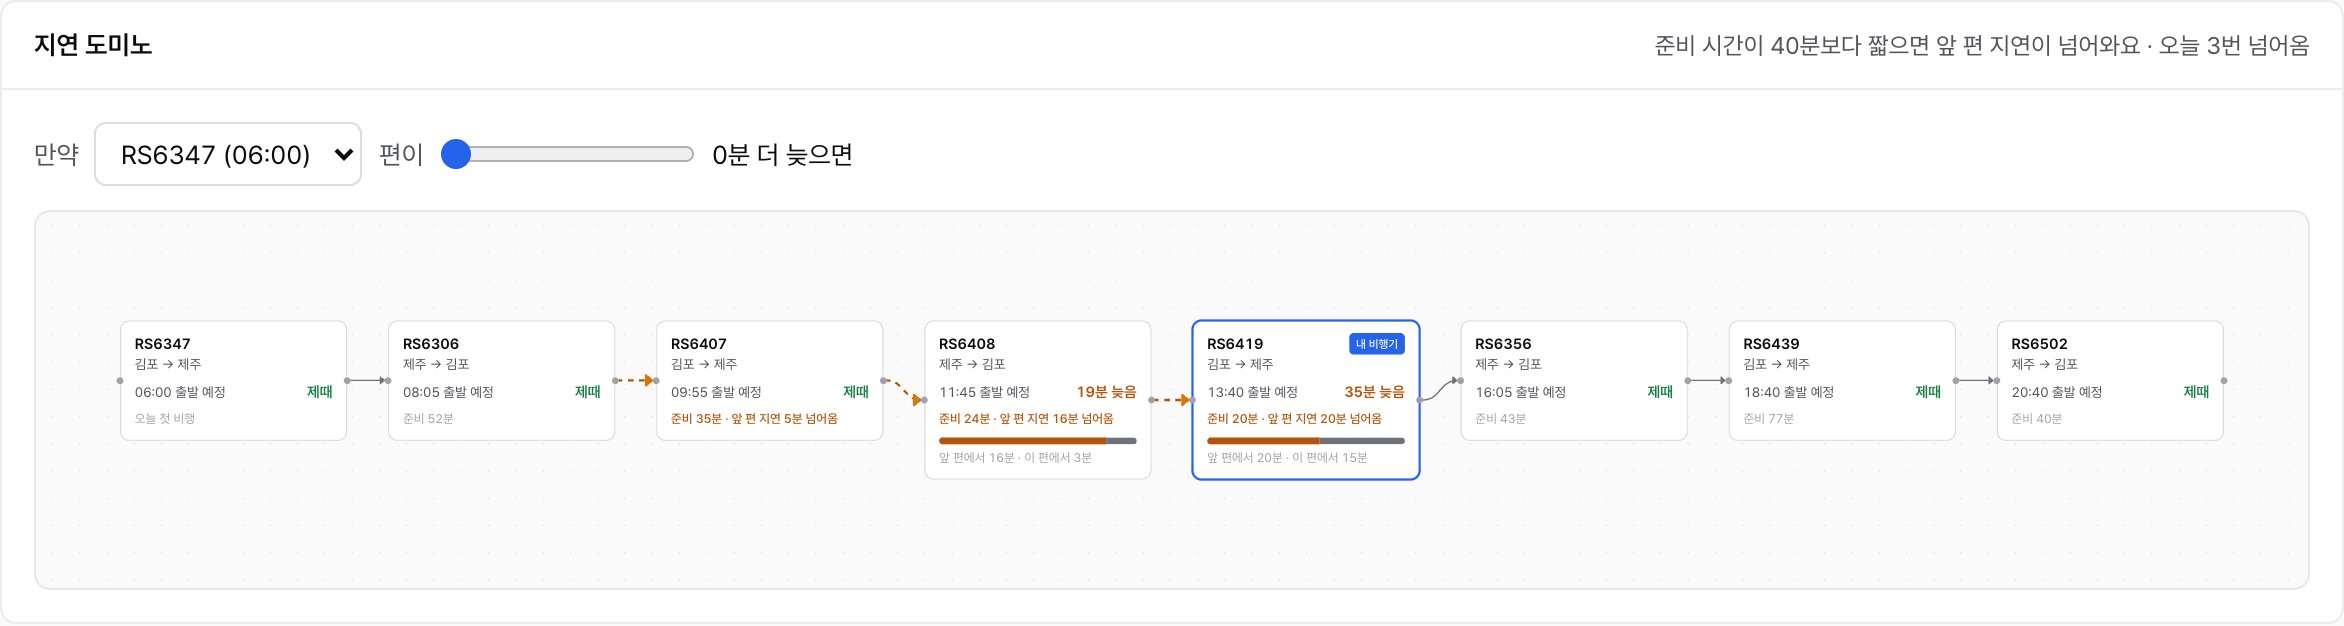 지연 도미노
준비 시간이 40분보다 짧으면 앞 편 지연이 넘어와요 · 오늘 3번 넘어옴
만약 RS6347 (06:00) 편이 0분 더 늦으면
RS6347
김포 → 제주
06:00 출발 예정 제때
오늘 첫 비행
RS6306
제주 → 김포
08:05 출발 예정 제때
준비 52분
RS6407
김포 → 제주
09:55 출발 예정 제때
준비 35분 · 앞 편 지연 5분 넘어옴
RS6408
제주 → 김포
11:45 출발 예정 19분 늦음
준비 24분 · 앞 편 지연 16분 넘어옴
앞 편에서 16분 · 이 편에서 3분
RS6419 내 비행기
김포 → 제주
13:40 출발 예정 35분 늦음
준비 20분 · 앞 편 지연 20분 넘어옴
앞 편에서 20분 · 이 편에서 15분
RS6356
제주 → 김포
16:05 출발 예정 제때
준비 43분
RS6439
김포 → 제주
18:40 출발 예정 제때
준비 77분
RS6502
제주 → 김포
20:40 출발 예정 제때
준비 40분